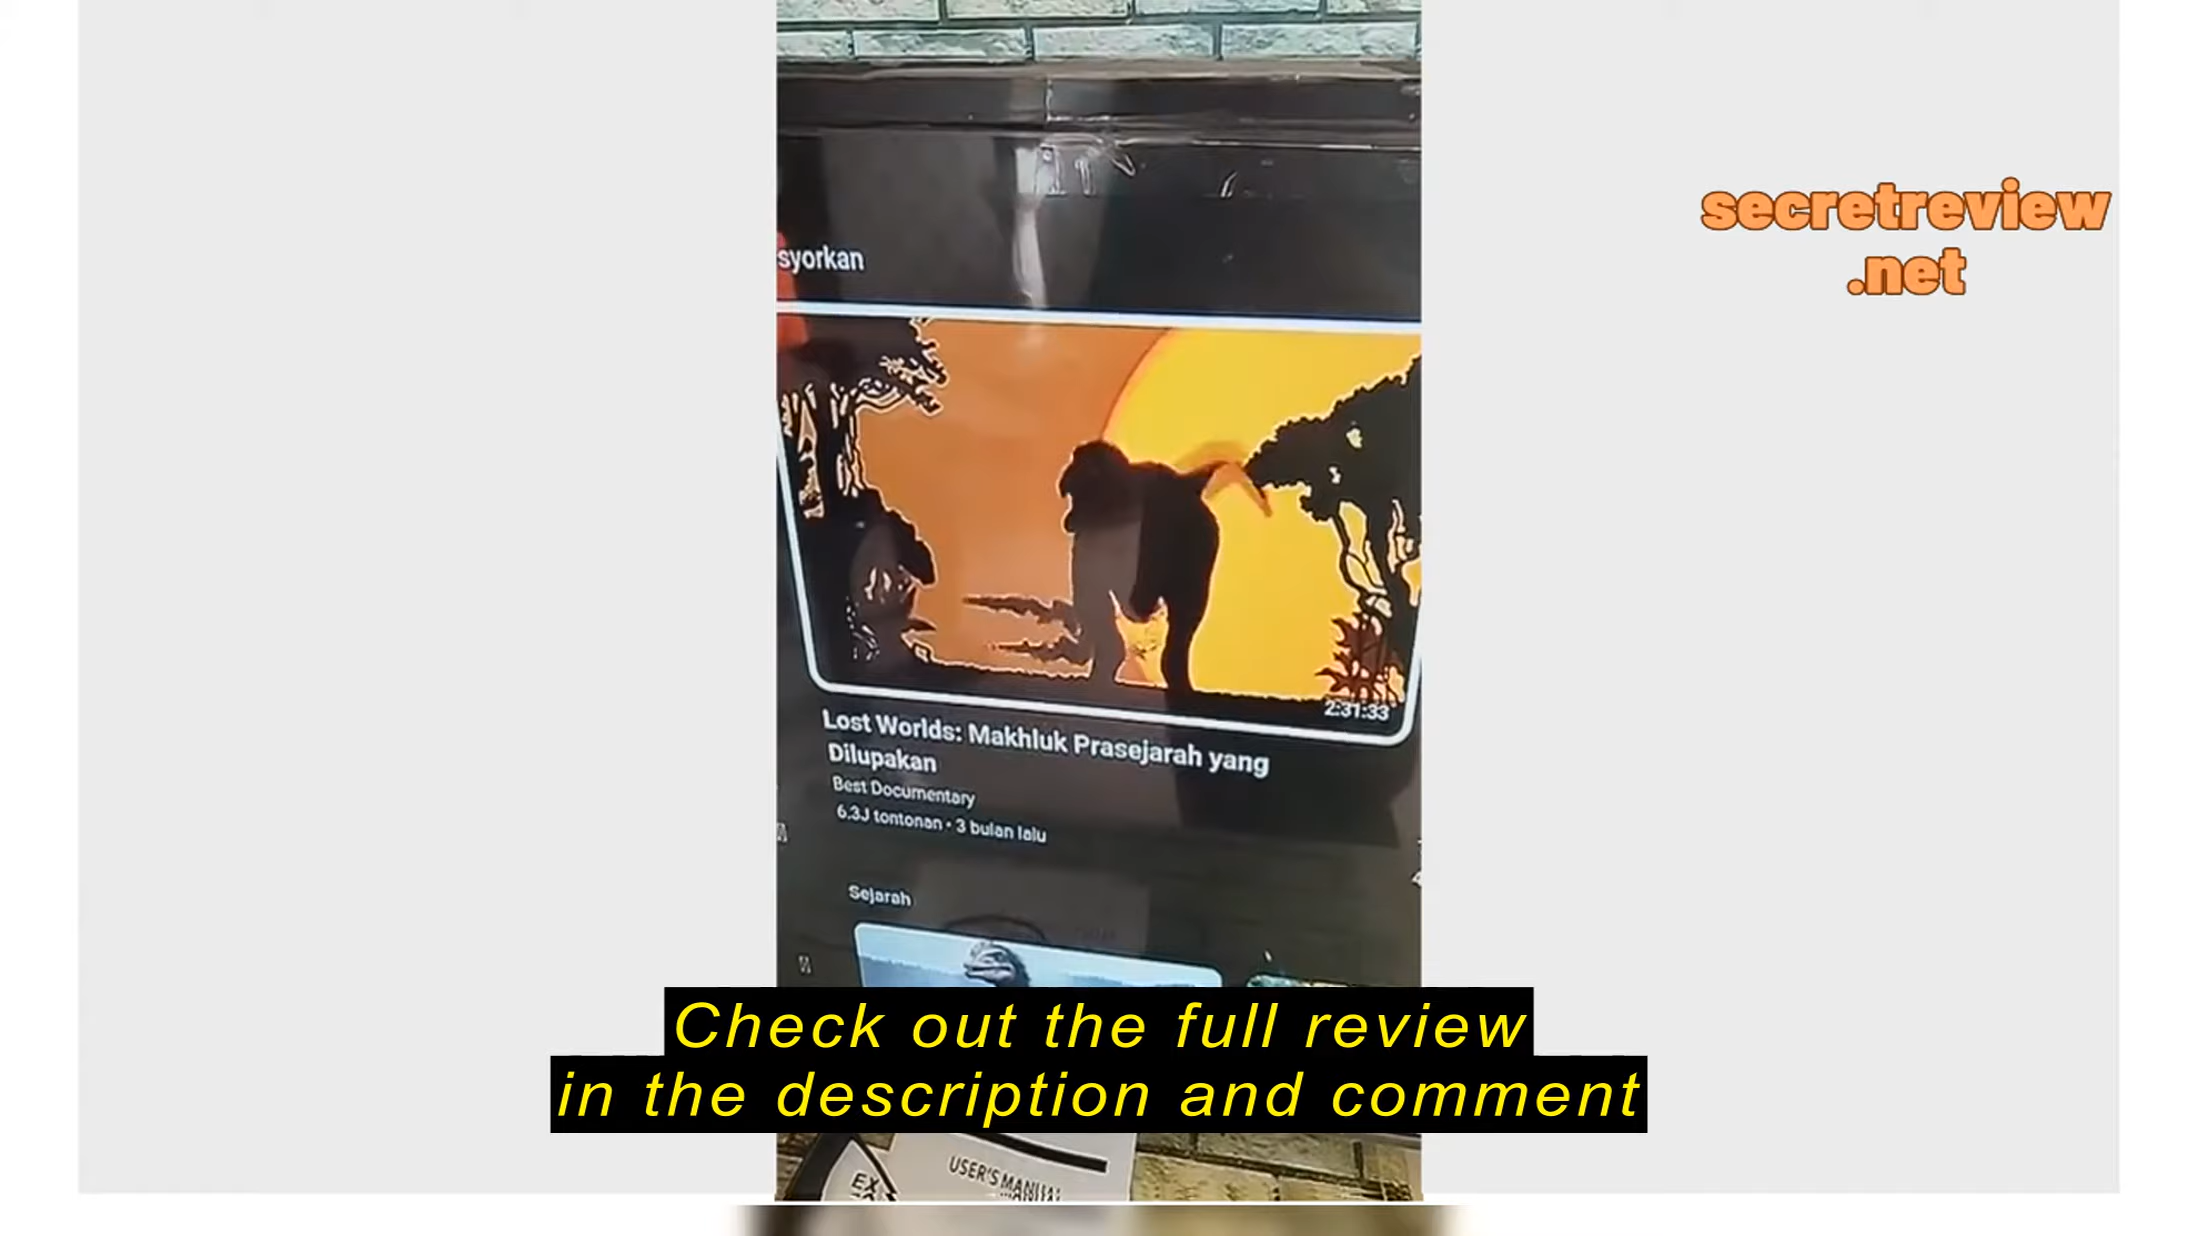 secretreview
.net
syorkan
2:31:33
Lost Worlds: Makhluk Prasejarah yang
Dilupakan
Best Documentary
6.3J tontonan • 3 bulan lalu
Sejarah
Check out the full review
in the description and comment
USER'S MANUAL
EX